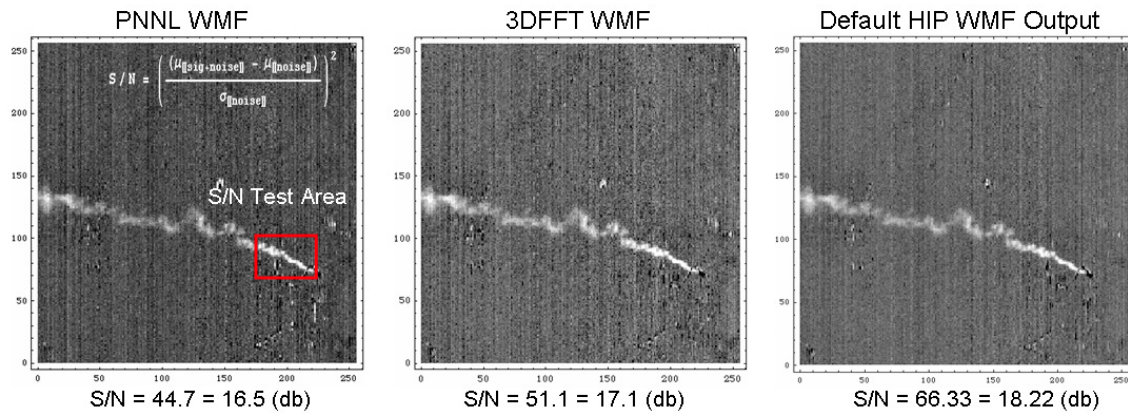 PNNL WMF
3DFFT WMF
Default HIP WMF Output
250
200
150
100
50
0
S/N = ( (μ[[sig+noise]] - μ[[noise]]) / σ[[noise]] )^2
S/N Test Area
0 50 100 150 200 250
S/N = 44.7 = 16.5 (db)
250
200
150
100
50
0
0 50 100 150 200 250
S/N = 51.1 = 17.1 (db)
250
200
150
100
50
0
0 50 100 150 200 250
S/N = 66.33 = 18.22 (db)